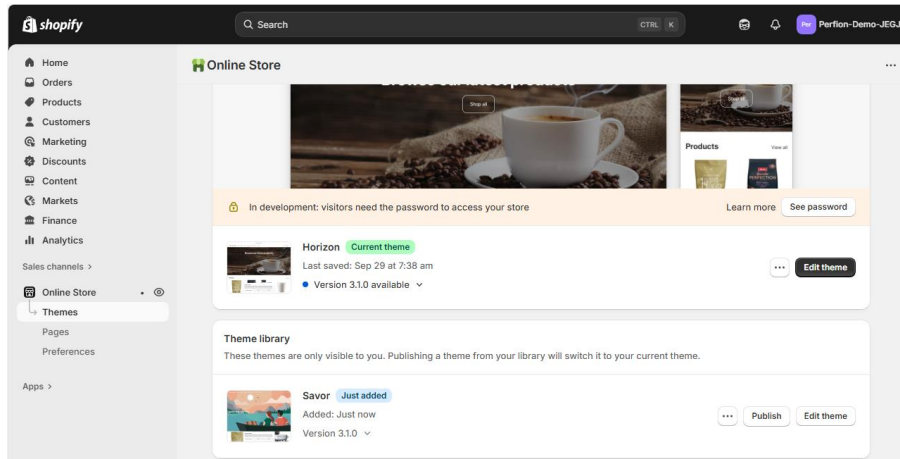 shopify
Search
CTRL K
Per
Perfion-Demo-JEGJ
Home
Orders
Products
Customers
Marketing
Discounts
Content
Markets
Finance
Analytics
Sales channels >
Online Store
Themes
Pages
Preferences
Apps >
Online Store
Shop all
Products
View all
PERFECTION
In development: visitors need the password to access your store
Learn more
See password
Horizon Current theme
Last saved: Sep 29 at 7:38 am
Version 3.1.0 available
Edit theme
Theme library
These themes are only visible to you. Publishing a theme from your library will switch it to your current theme.
Savor Just added
Added: Just now
Version 3.1.0
Publish
Edit theme